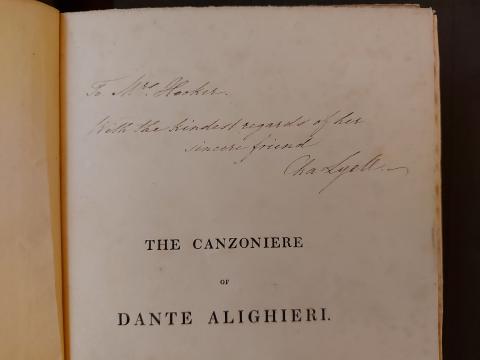 To Mrs. Hooker.
With the kindest regards of her
sincere friend
Cha Lyell.
THE CANZONIERE
OF
DANTE ALIGHIERI.